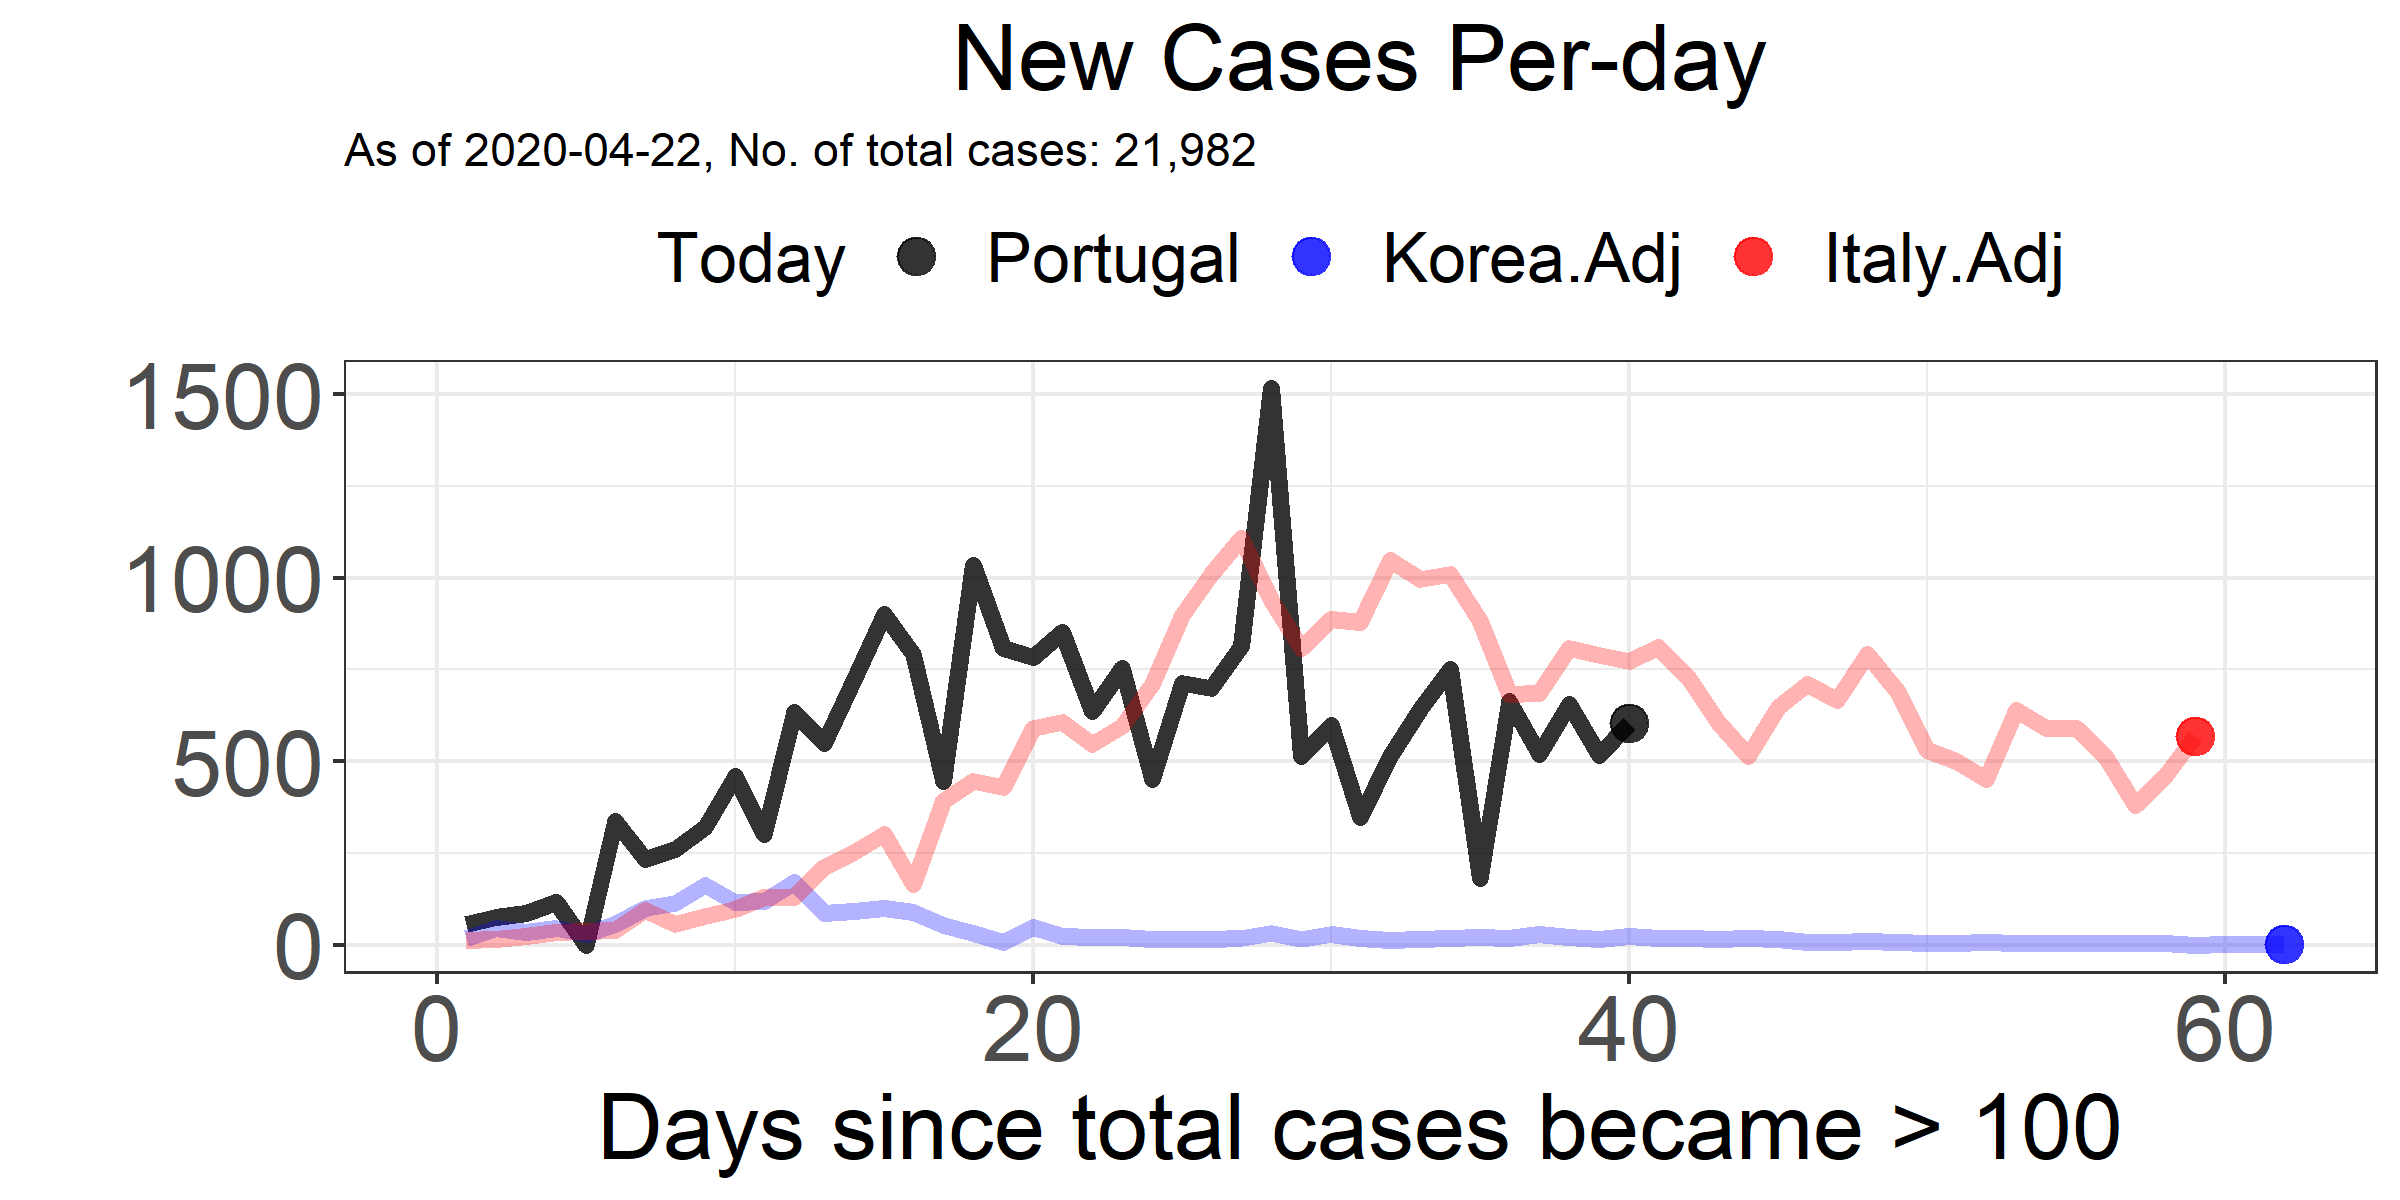 New Cases Per-day
As of 2020-04-22, No. of total cases: 21,982
Today Portugal Korea.Adj Italy.Adj
1500
1000
500
0
0 20 40 60
Days since total cases became > 100